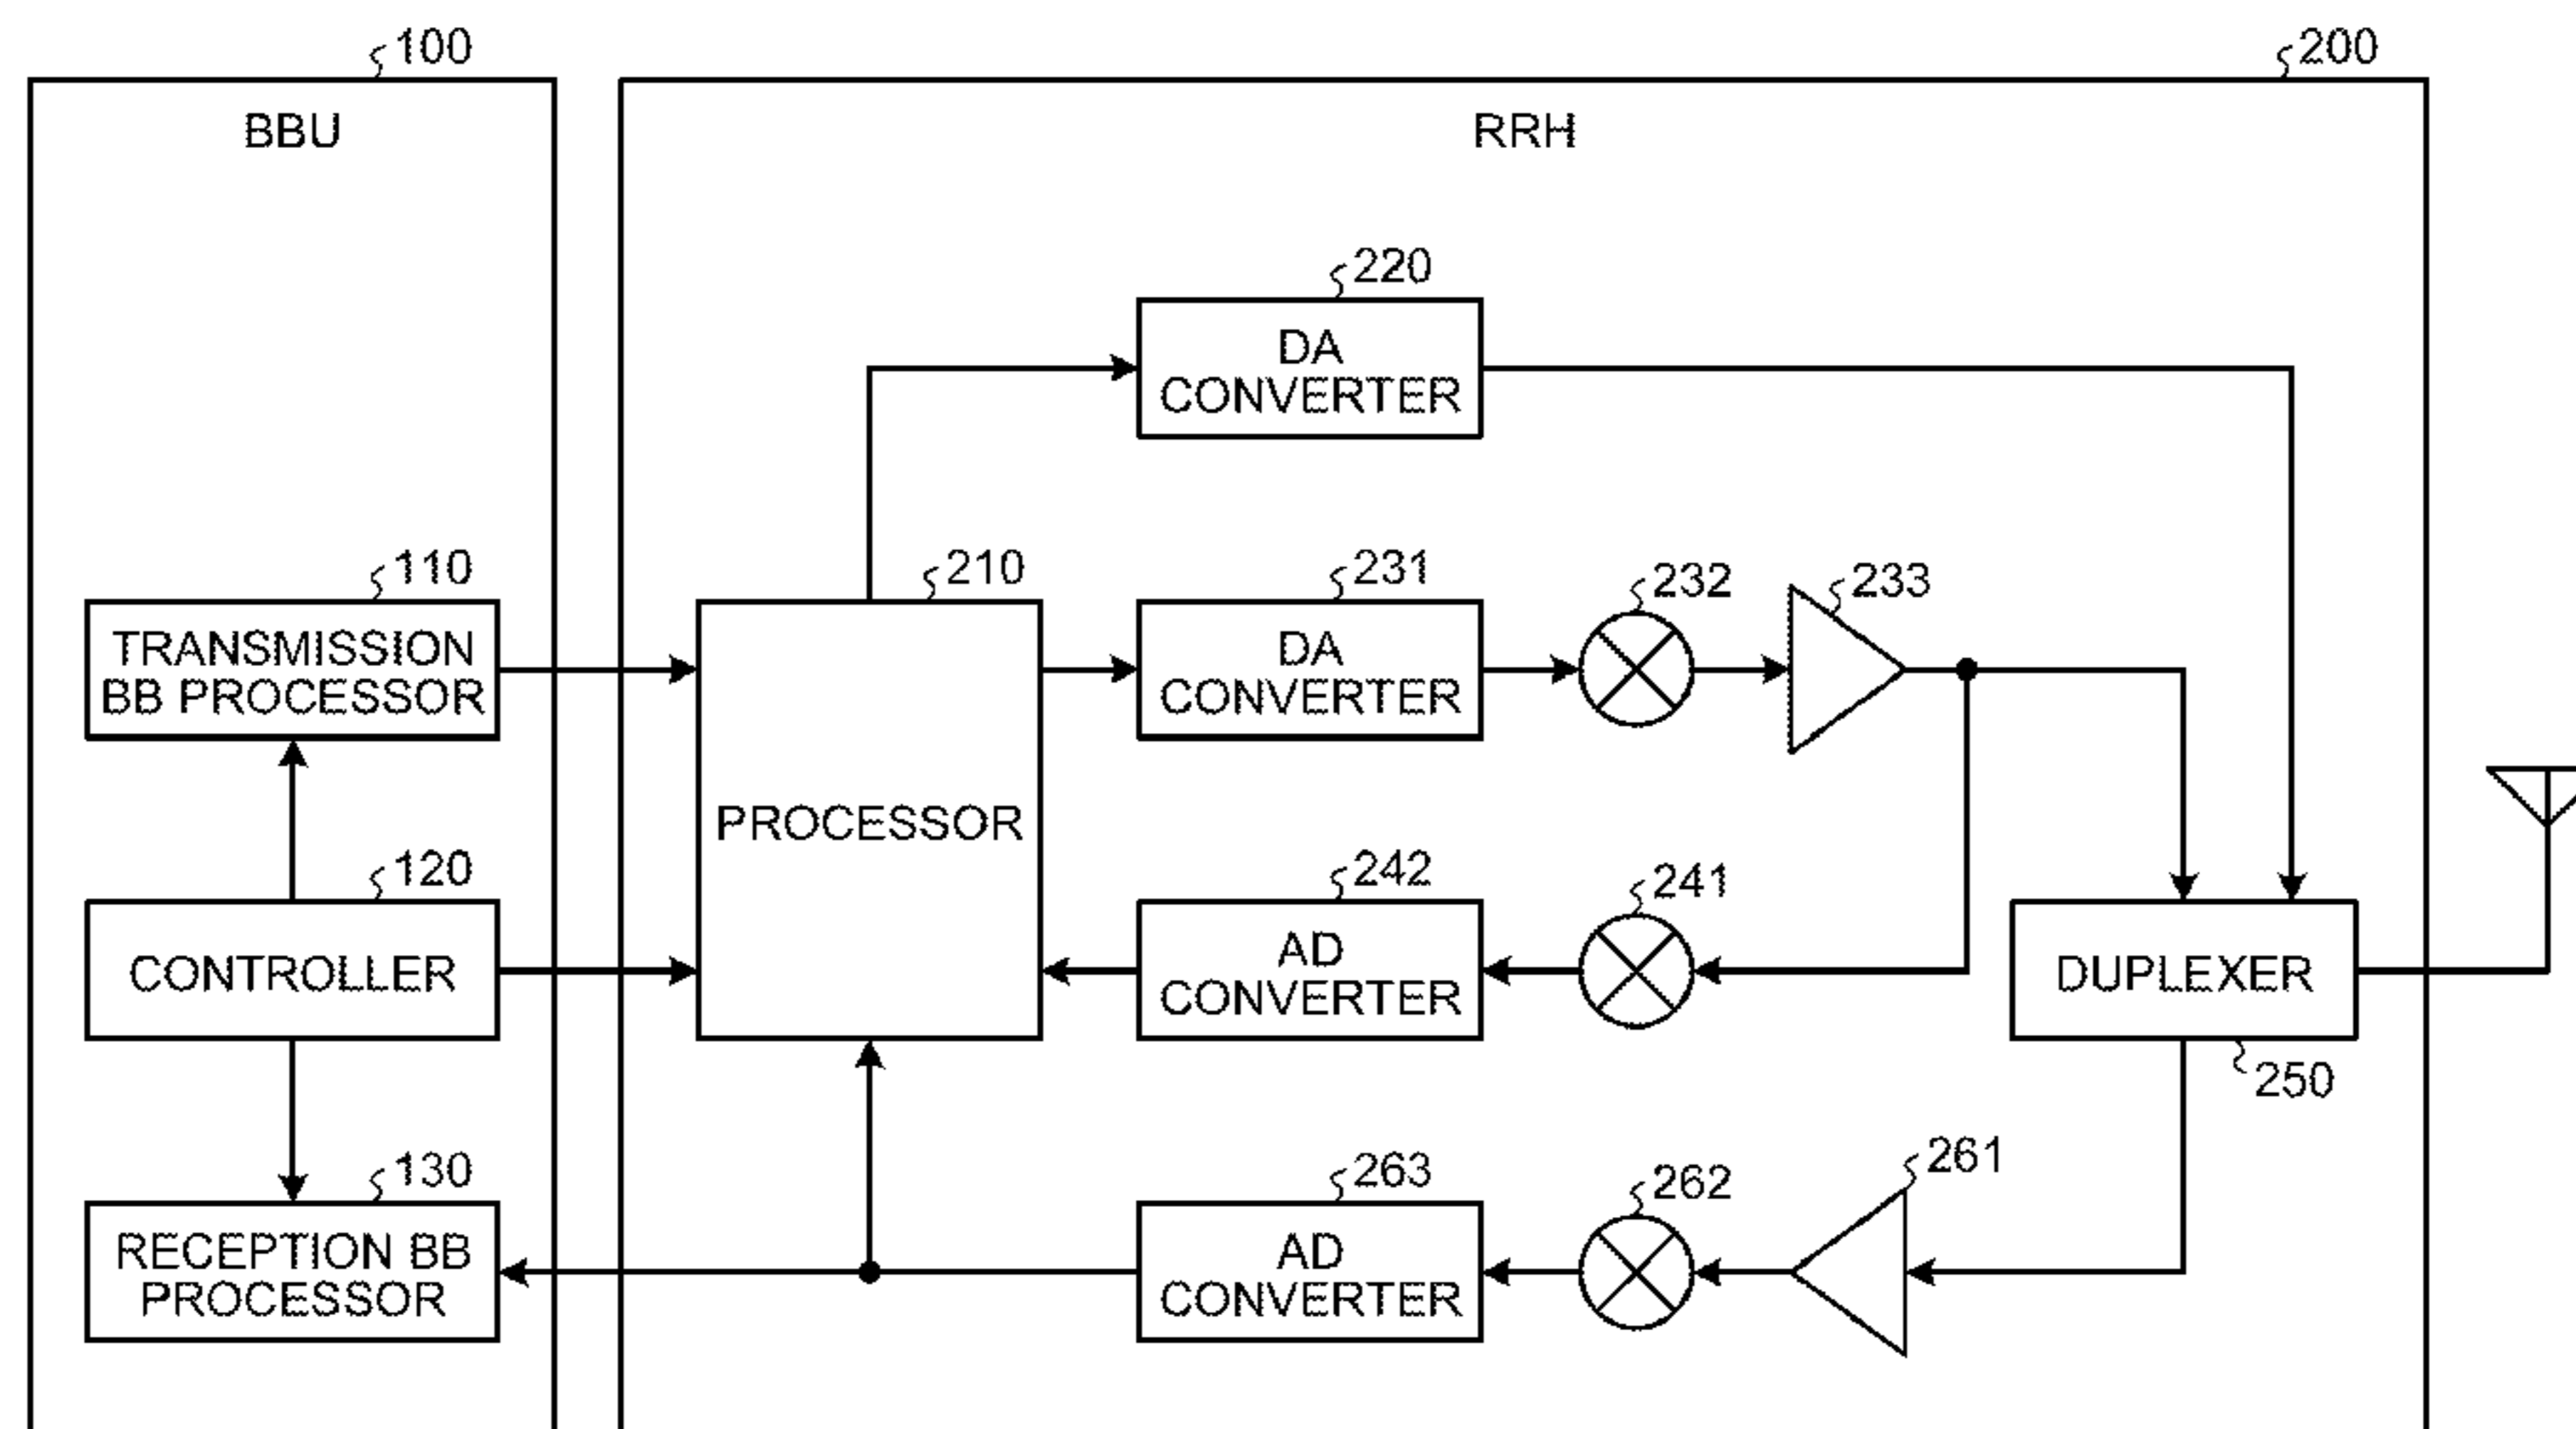 100
200
BBU
RRH
220
DA
CONVERTER
110
210
231
232
233
TRANSMISSION
BB PROCESSOR
DA
CONVERTER
PROCESSOR
120
242
241
CONTROLLER
AD
CONVERTER
DUPLEXER
250
130
263
262
261
RECEPTION BB
PROCESSOR
AD
CONVERTER